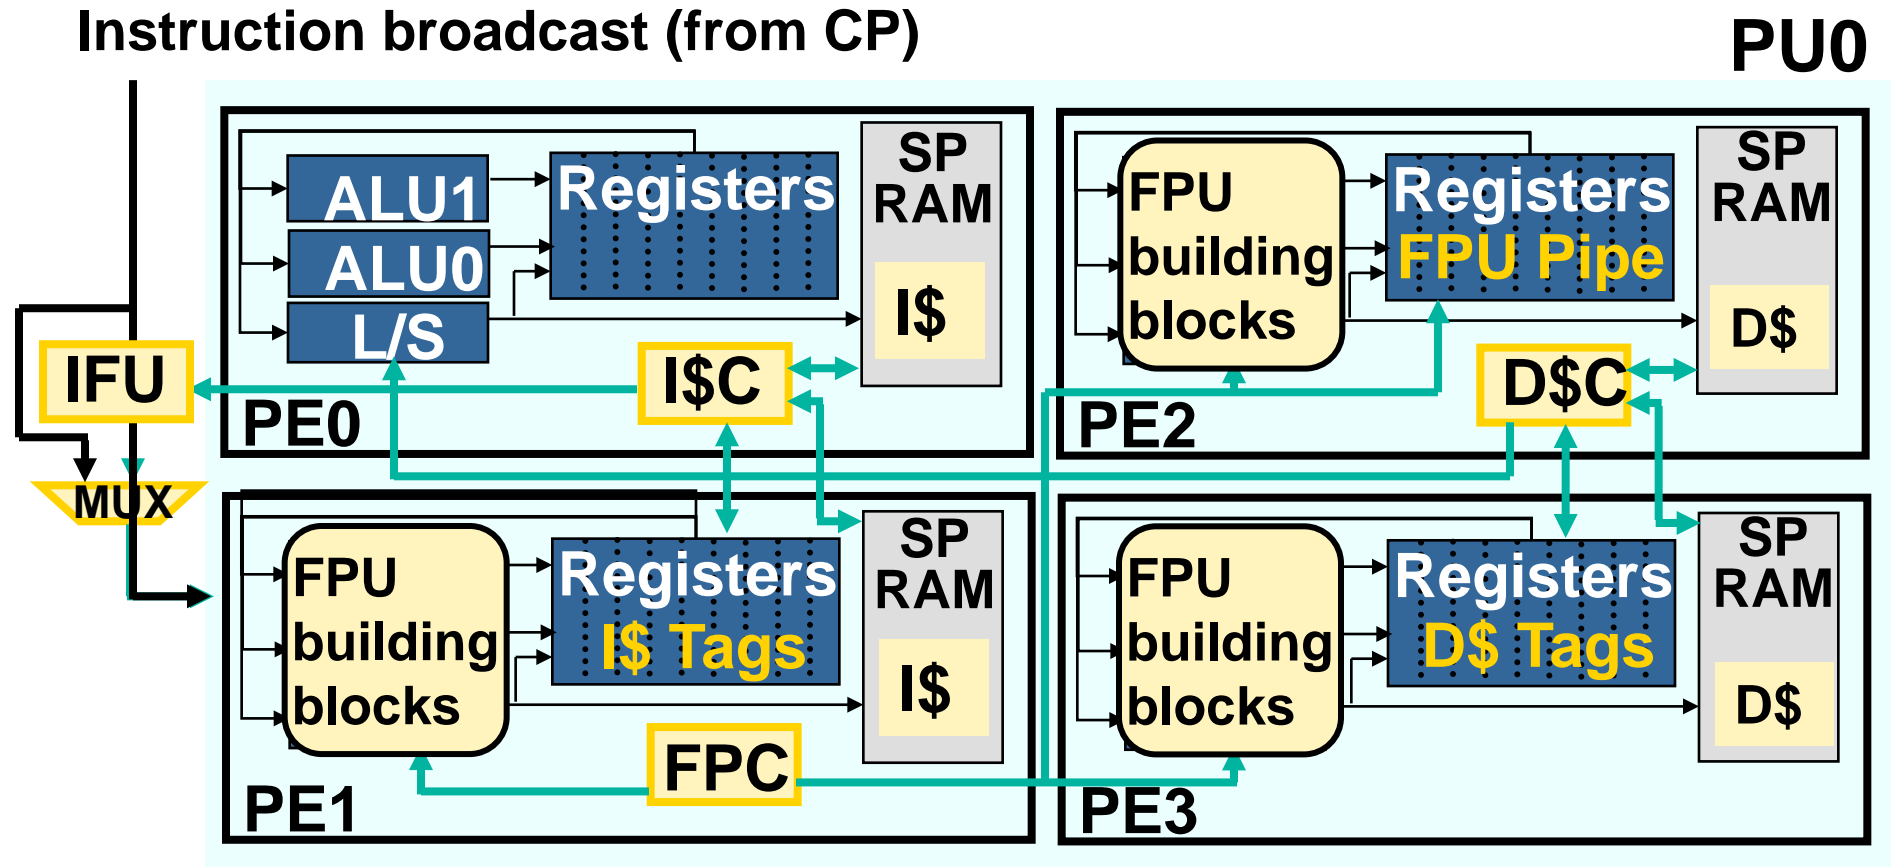 Instruction broadcast (from CP)
PU0
ALU1
ALU0
L/S
Registers
SP
RAM
I$
I$C
PE0
FPU
building
blocks
Registers
FPU Pipe
SP
RAM
D$
D$C
PE2
IFU
MUX
FPU
building
blocks
Registers
I$ Tags
SP
RAM
I$
FPC
PE1
FPU
building
blocks
Registers
D$ Tags
SP
RAM
D$
PE3